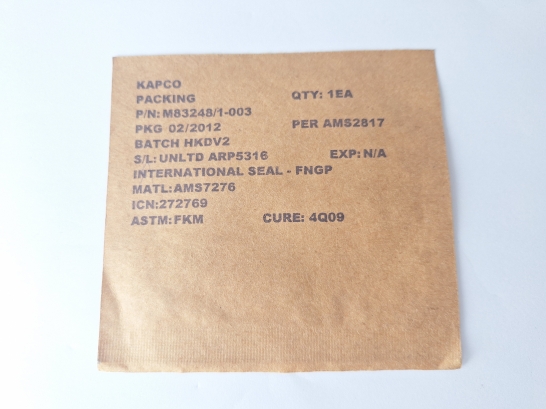 KAPCO
PACKING QTY: 1EA
P/N: M83248/1-003
PKG 02/2012 PER AMS2817
BATCH HKDV2
S/L: UNLTD ARP5316 EXP: N/A
INTERNATIONAL SEAL - FNGP
MATL: AMS7276
ICN: 272769
ASTM: FKM CURE: 4Q09